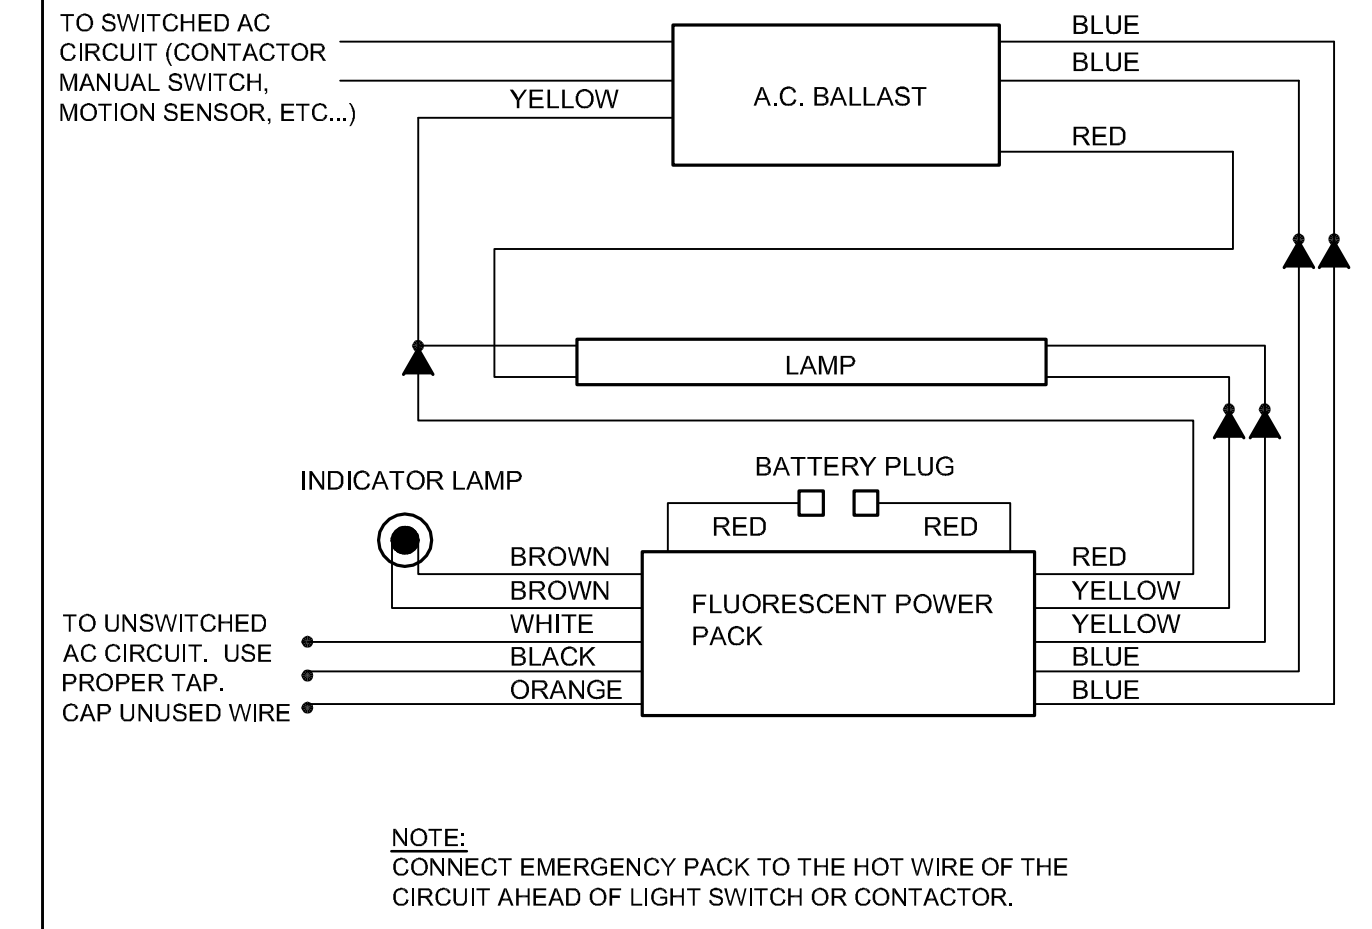 TO SWITCHED AC
CIRCUIT (CONTACTOR
MANUAL SWITCH,
MOTION SENSOR, ETC...)
YELLOW
A.C. BALLAST
BLUE
BLUE
RED
LAMP
INDICATOR LAMP
BATTERY PLUG
RED
RED
BROWN
BROWN
WHITE
BLACK
ORANGE
FLUORESCENT POWER
PACK
RED
YELLOW
YELLOW
BLUE
BLUE
TO UNSWITCHED
AC CIRCUIT. USE
PROPER TAP.
CAP UNUSED WIRE
NOTE:
CONNECT EMERGENCY PACK TO THE HOT WIRE OF THE
CIRCUIT AHEAD OF LIGHT SWITCH OR CONTACTOR.